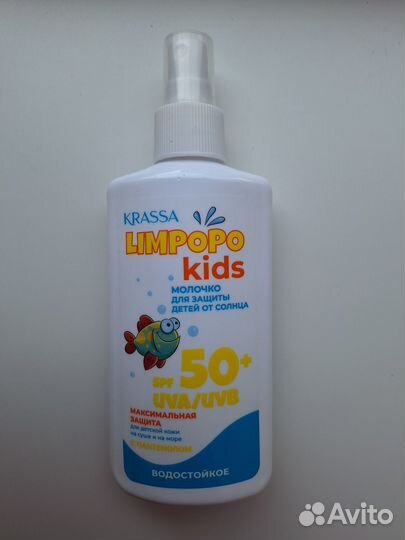 KRASSA
LIMPOPO
kids
МОЛОЧКО
ДЛЯ ЗАЩИТЫ
ДЕТЕЙ ОТ СОЛНЦА
SPF 50+
UVA/UVB
МАКСИМАЛЬНАЯ
ЗАЩИТА
для детской кожи
на суше и на море
С ПАНТЕНОЛОМ
ВОДОСТОЙКОЕ
Avito